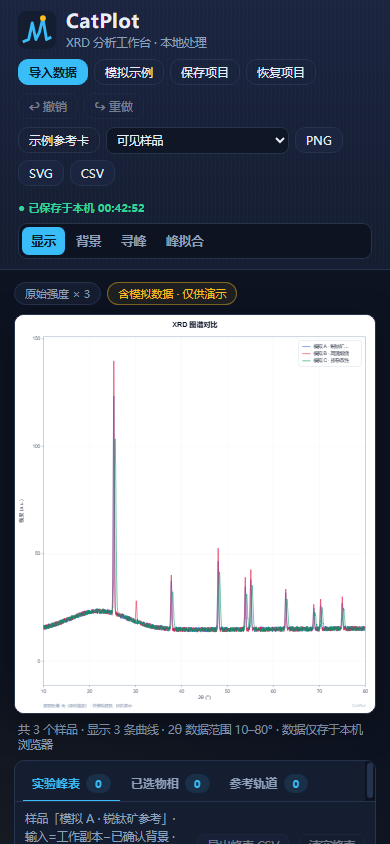 CatPlot
XRD 分析工作台 · 本地处理
导入数据 模拟示例 保存项目 恢复项目
↩ 撤销 ↪ 重做
示例参考卡 可见样品 PNG
SVG CSV
● 已保存于本机 00:42:52
显示 背景 寻峰 峰拟合
原始强度 × 3 含模拟数据 · 仅供演示
XRD 图谱对比
150
100
50
0
10 20 30 40 50 60 70 80
2θ (°)
CatPlot
共 3 个样品 · 显示 3 条曲线 · 2θ 数据范围 10–80° · 数据仅存于本机
浏览器
实验峰表 0 已选物相 0 参考轨道 0
样品「模拟 A · 锐钛矿参考」·
输入=工作副本−已确认背景 ·